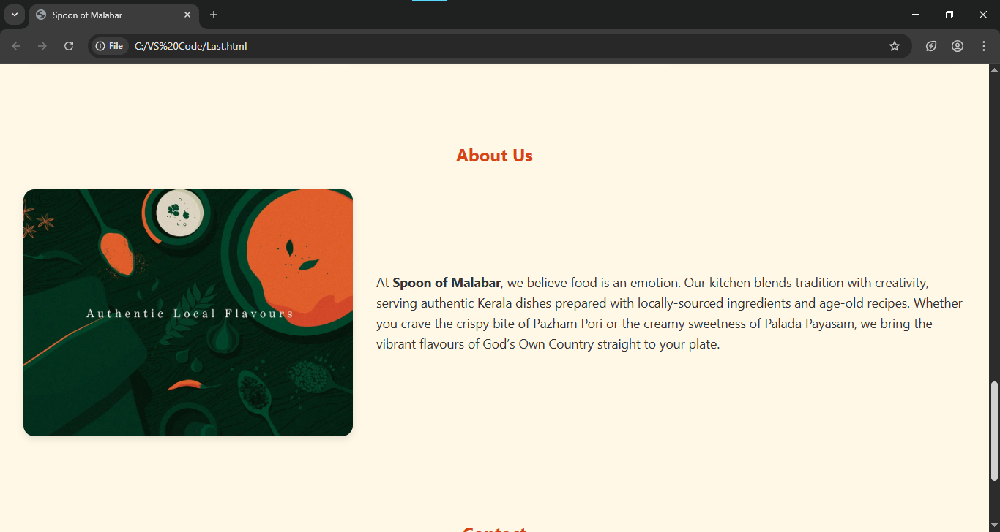 Spoon of Malabar
File C:/VS%20Code/Last.html
About Us
Authentic Local Flavours
At Spoon of Malabar, we believe food is an emotion. Our kitchen blends tradition with creativity,
serving authentic Kerala dishes prepared with locally-sourced ingredients and age-old recipes. Whether
you crave the crispy bite of Pazham Pori or the creamy sweetness of Palada Payasam, we bring the
vibrant flavours of God’s Own Country straight to your plate.
Contact